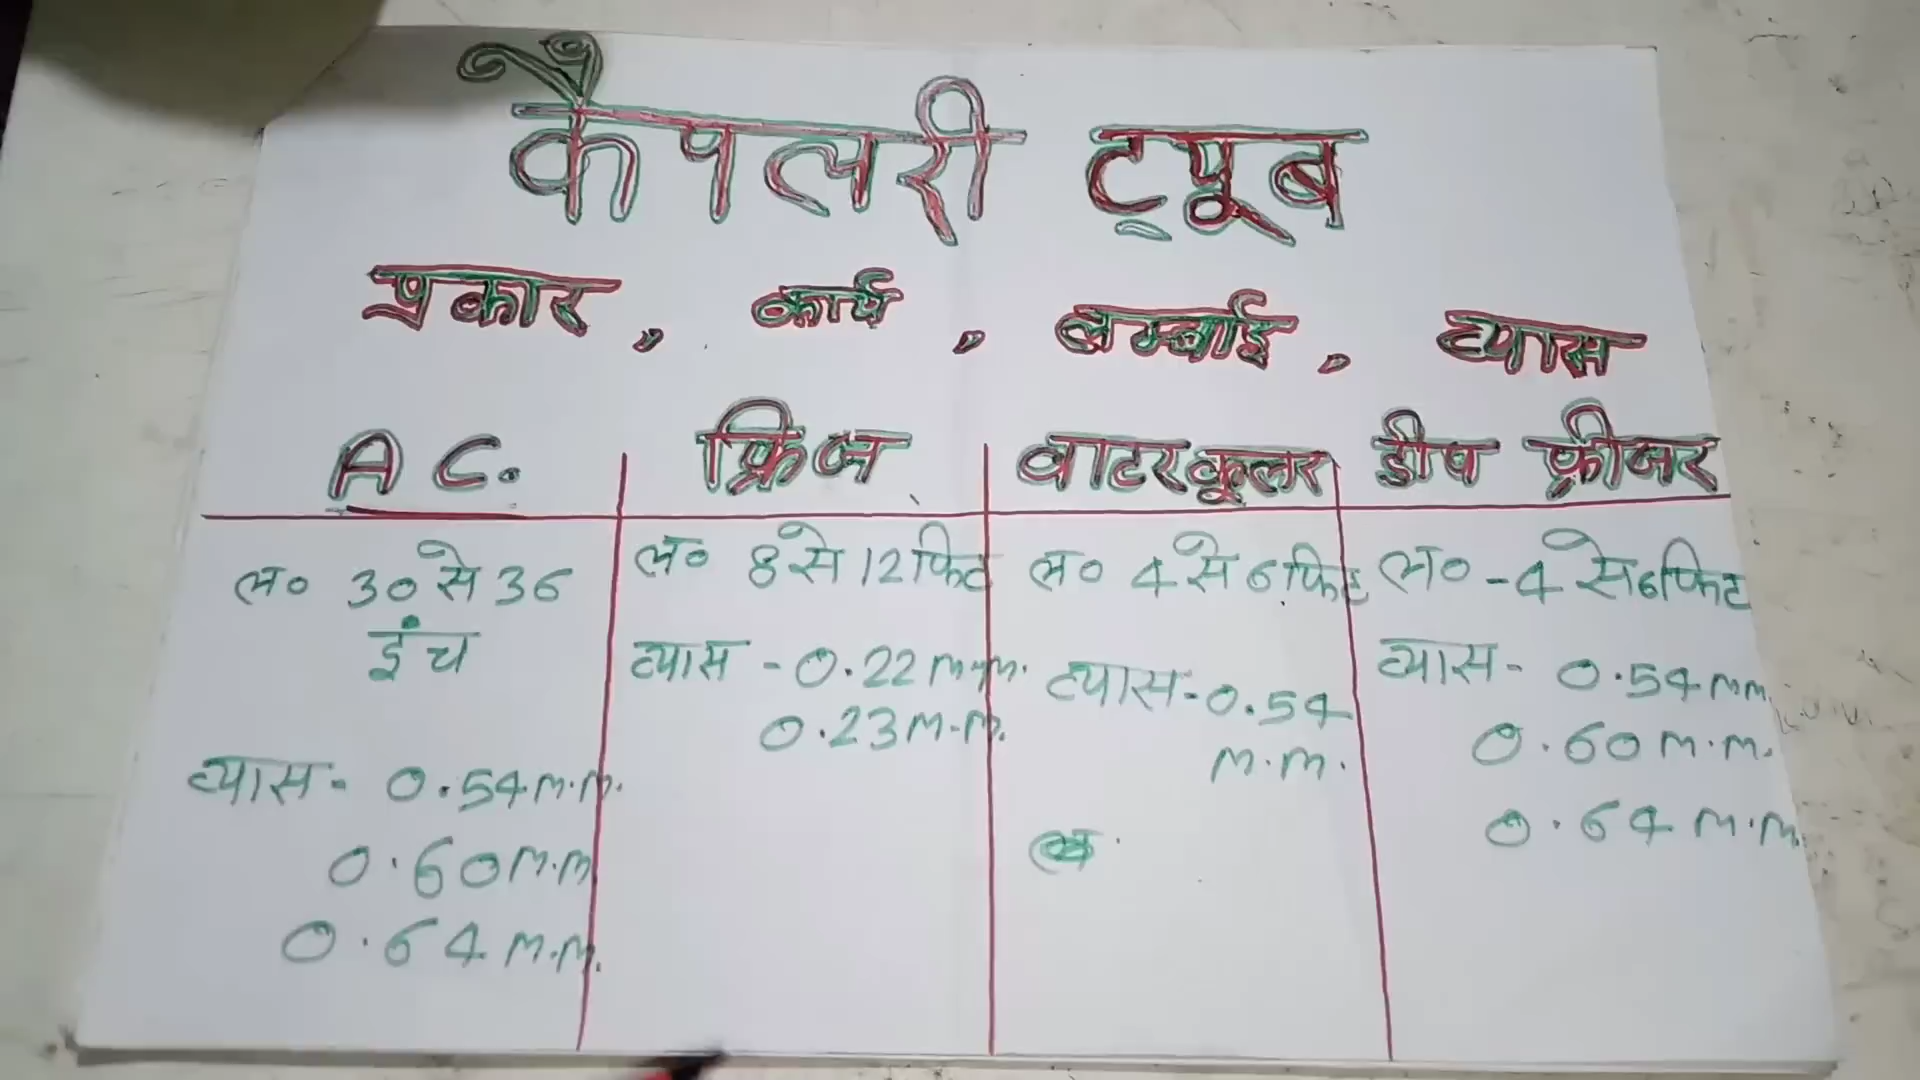 कैपलरी ट्यूब
प्रकार, कार्य, लम्बाई, व्यास
A C. फ्रिज वाटरकूलर डीप फ्रीजर
ल० 30 से 36
इंच
व्यास- 0.54 m.m.
0.60 m.m
0.64 m.m.
ल० 8 से 12 फिट
व्यास - 0.22 m.m.
0.23 m.m.
ल० 4 से 6 फिट
व्यास-0.54
m.m.
ल० -4 से 6 फिट
व्यास- 0.54 mm.
0.60 m.m.
0.64 m.m.